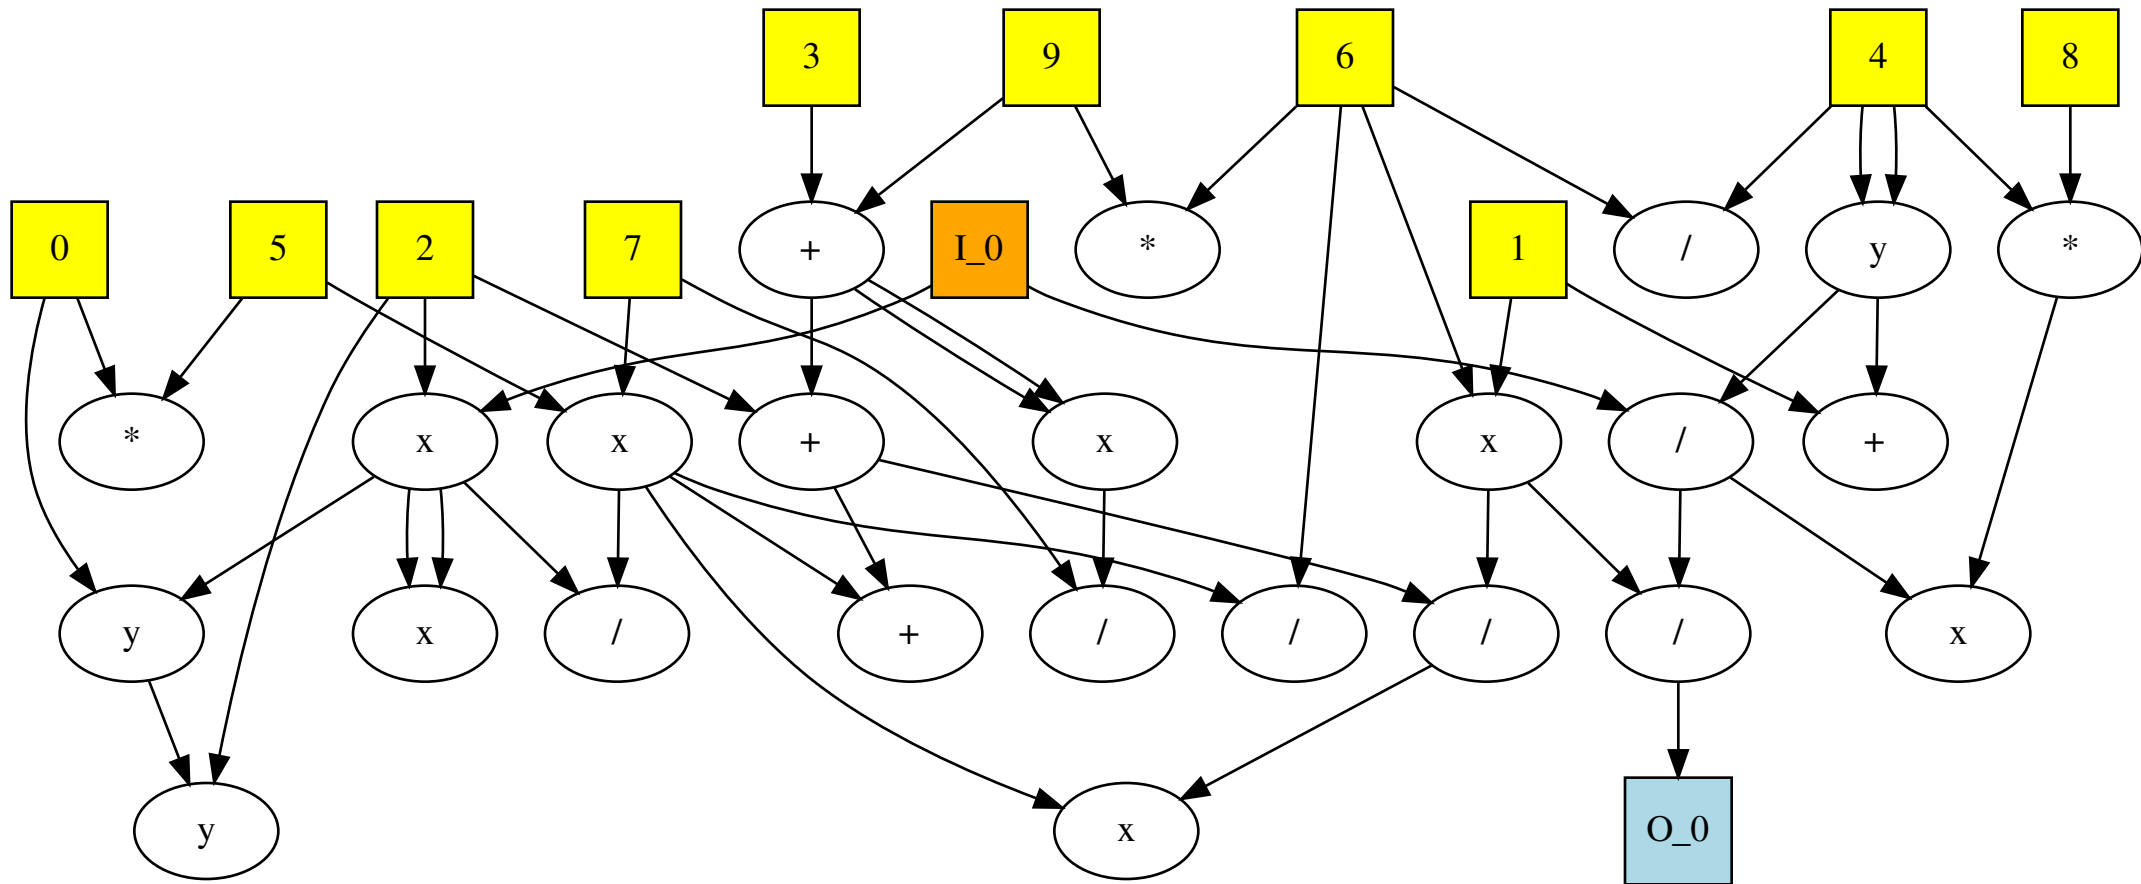 3 9 6 4 8
0 5 2 7 + I_0 * 1 / y *
* x x + x x / +
y x / + / / / / x
y x O_0